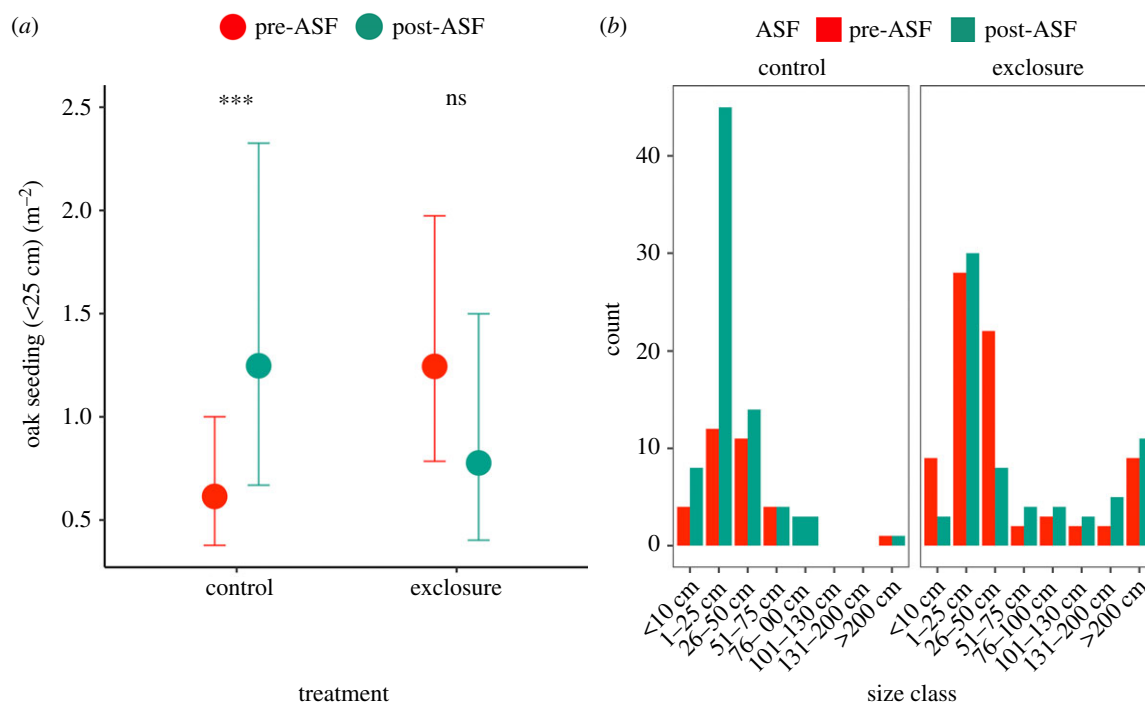 (a)
pre-ASF
post-ASF
oak seeding (<25 cm) (m⁻²)
2.5
2.0
1.5
1.0
0.5
***
ns
control
exclosure
treatment
(b)
ASF
pre-ASF
post-ASF
control
exclosure
count
40
30
20
10
0
<10 cm
1–25 cm
26–50 cm
51–75 cm
76–00 cm
101–130 cm
131–200 cm
>200 cm
<10 cm
1–25 cm
26–50 cm
51–75 cm
76–100 cm
101–130 cm
131–200 cm
>200 cm
size class